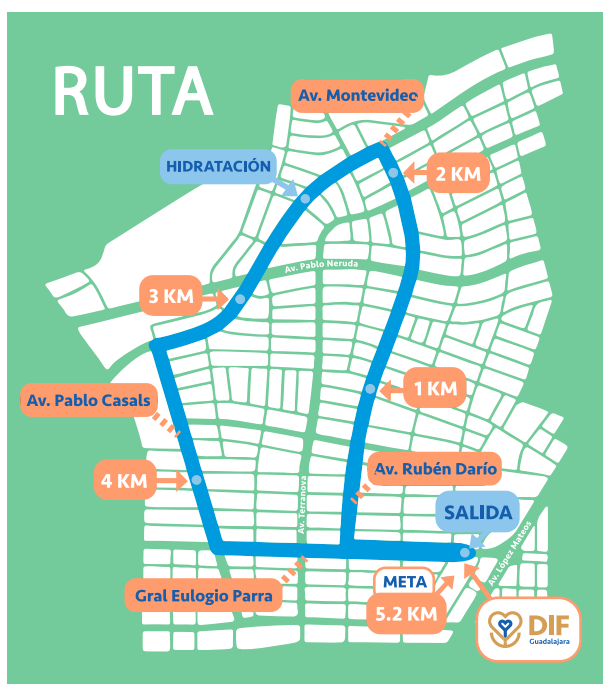 RUTA
Av. Montevideo
HIDRATACIÓN
2 KM
Av. Pablo Neruda
3 KM
1 KM
Av. Pablo Casals
Av. Rubén Darío
4 KM
Av. Terranova
SALIDA
Av. López Mateos
META
5.2 KM
Gral Eulogio Parra
DIF
Guadalajara